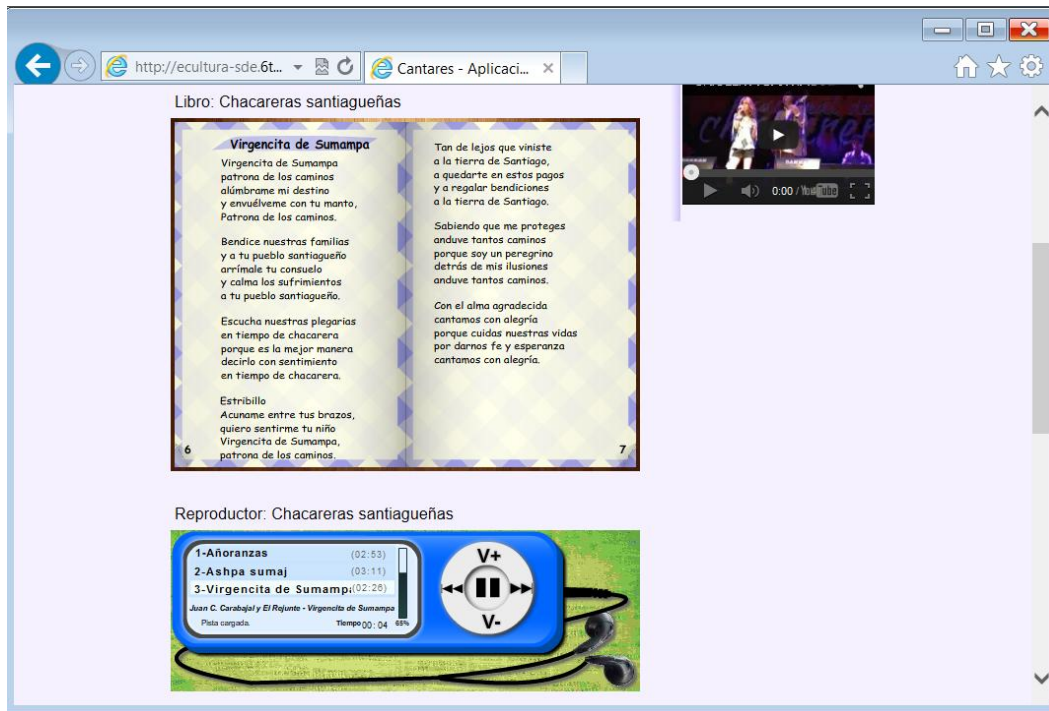 http://ecultura-sde.6t...
Cantares - Aplicaci...
Libro: Chacareras santiagueñas
Virgencita de Sumampa
Virgencita de Sumampa
patrona de los caminos
alúmbrame mi destino
y envuélveme con tu manto,
Patrona de los caminos.
Bendice nuestras familias
y a tu pueblo santiagueño
arrímale tu consuelo
y calma los sufrimientos
a tu pueblo santiagueño.
Escucha nuestras plegarias
en tiempo de chacarera
porque es la mejor manera
decirlo con sentimiento
en tiempo de chacarera.
Estribillo
Acuname entre tus brazos,
quiero sentirme tu niño
Virgencita de Sumampa,
patrona de los caminos.
6
Tan de lejos que viniste
a la tierra de Santiago,
a quedarte en estos pagos
y a regalar bendiciones
a la tierra de Santiago.
Sabiendo que me proteges
anduve tantos caminos
porque soy un peregrino
detrás de mis ilusiones
anduve tantos caminos.
Con el alma agradecida
cantamos con alegría
porque cuidas nuestras vidas
por darnos fe y esperanza
cantamos con alegría.
7
0:00 / YouTube
Reproductor: Chacareras santiagueñas
1-Añoranzas (02:53)
2-Ashpa sumaj (03:11)
3-Virgencita de Sumamp (02:26)
Juan C. Carabajal y El Rejunte - Virgencita de Sumampa
Pista cargada. Tiempo 00:04 65%
V+
V-